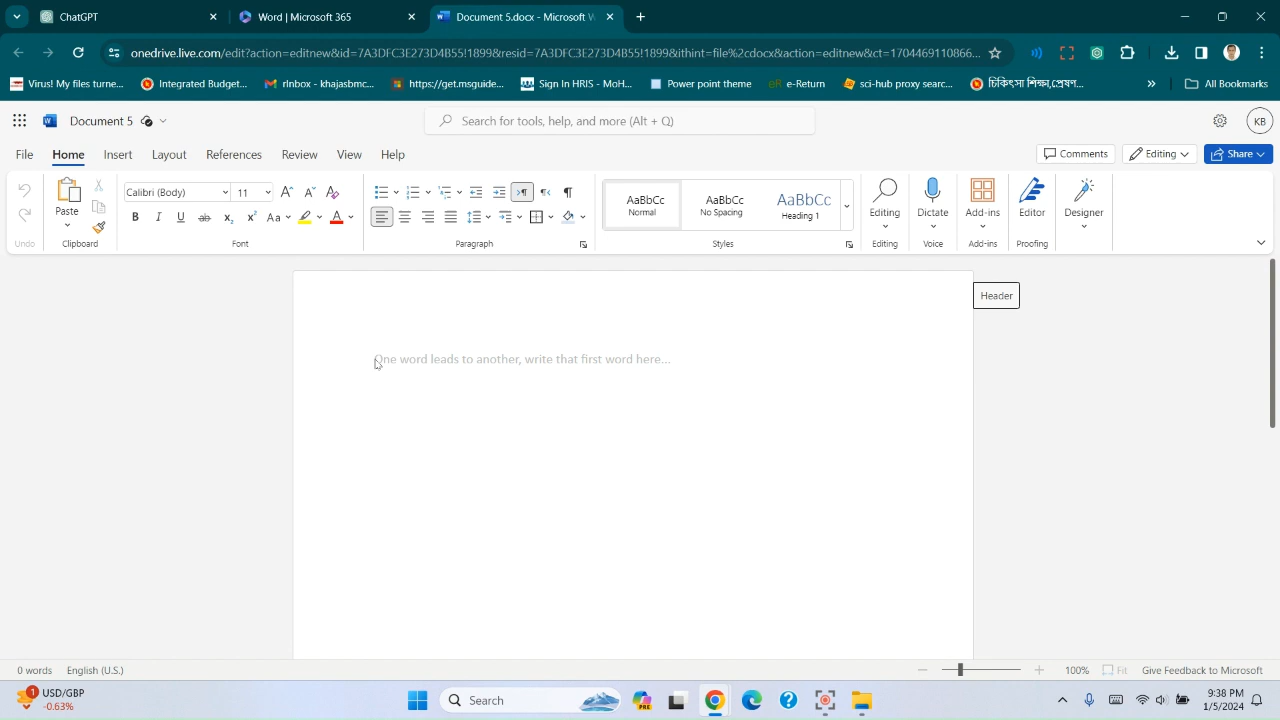 ChatGPT
Word | Microsoft 365
Document 5.docx - Microsoft W
onedrive.live.com/edit?action=editnew&id=7A3DFC3E273D4B55!1899&resid=7A3DFC3E273D4B55!1899&ithint=file%2cdocx&action=editnew&ct=1704469110866...
Virus! My files turne...
Integrated Budget...
rInbox - khajasbmc...
https://get.msguide...
Sign In HRIS - MoH...
Power point theme
eR e-Return
sci-hub proxy searc...
চিকিৎসা শিক্ষা,প্রেষণ...
All Bookmarks
Document 5
Search for tools, help, and more (Alt + Q)
KB
File Home Insert Layout References Review View Help
Comments Editing Share
Paste
Calibri (Body) 11
AaBbCc AaBbCc AaBbCc
Normal No Spacing Heading 1
Editing Dictate Add-ins Editor Designer
Undo Clipboard Font Paragraph Styles Editing Voice Add-ins Proofing
Header
One word leads to another, write that first word here...
0 words English (U.S.)
100% Fit Give Feedback to Microsoft
1 USD/GBP
-0.63%
Search
9:38 PM
1/5/2024